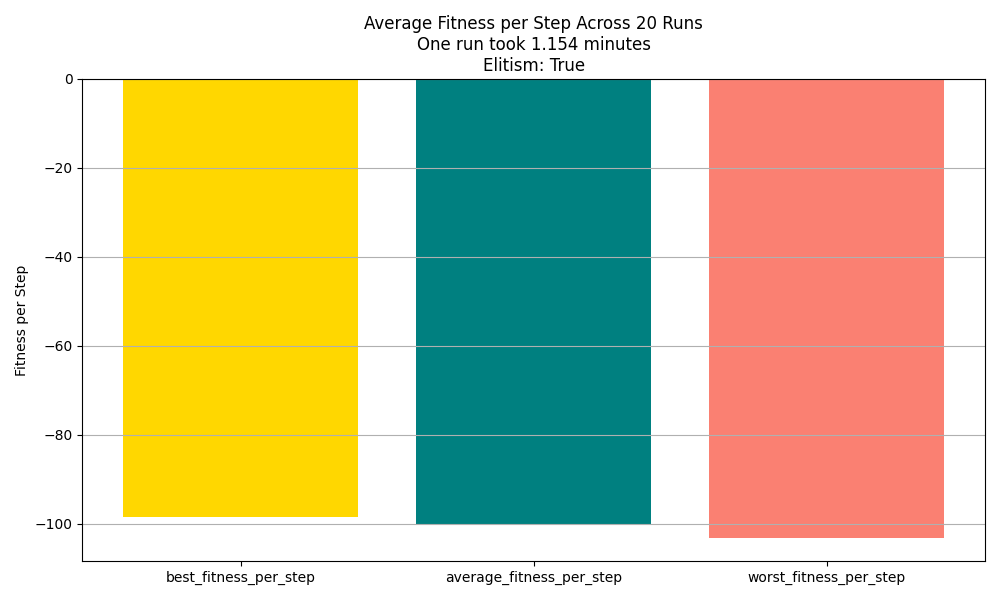 Average Fitness per Step Across 20 Runs
One run took 1.154 minutes
Elitism: True
Fitness per Step
0
−20
−40
−60
−80
−100
best_fitness_per_step
average_fitness_per_step
worst_fitness_per_step